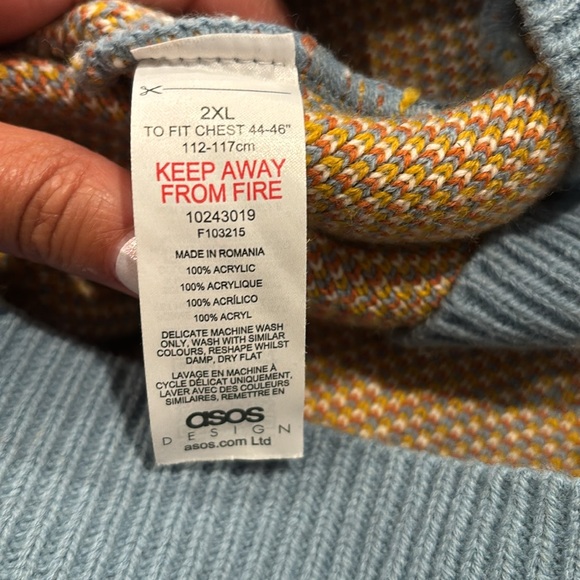 2XL
TO FIT CHEST 44-46"
112-117cm
KEEP AWAY
FROM FIRE
10243019
F103215
MADE IN ROMANIA
100% ACRYLIC
100% ACRYLIQUE
100% ACRÍLICO
100% ACRYL
DELICATE MACHINE WASH
ONLY, WASH WITH SIMILAR
COLOURS, RESHAPE WHILST
DAMP, DRY FLAT
LAVAGE EN MACHINE À
CYCLE DÉLICAT UNIQUEMENT,
LAVER AVEC DES COULEURS
SIMILAIRES, REMETTRE EN
asos
DESIGN
asos.com Ltd